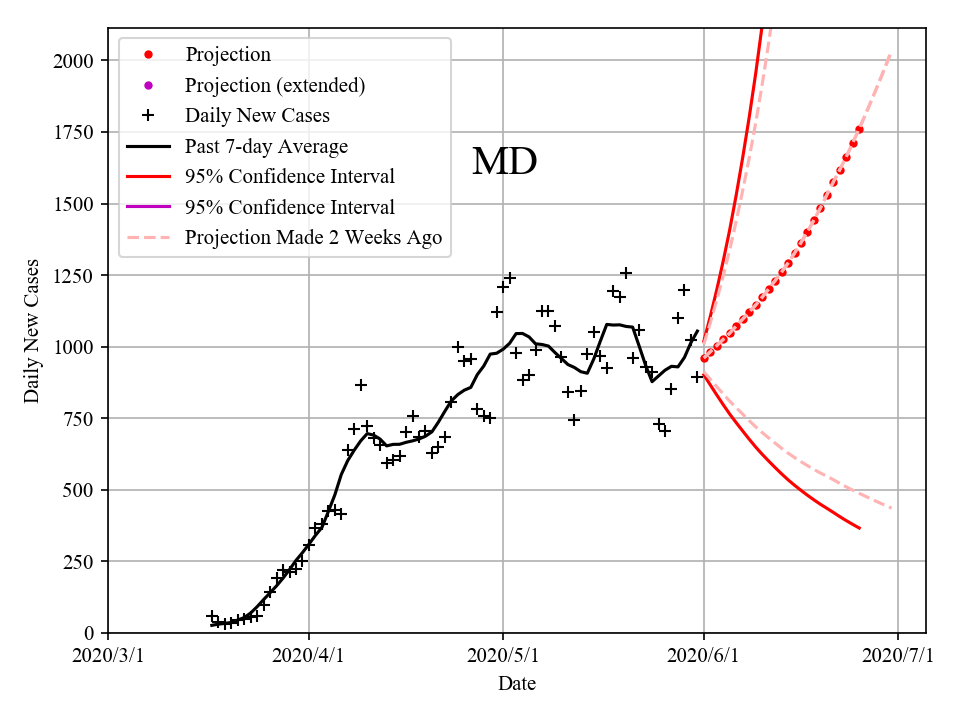 Projection
Projection (extended)
Daily New Cases
Past 7-day Average
95% Confidence Interval
95% Confidence Interval
Projection Made 2 Weeks Ago
MD
Daily New Cases
2000
1750
1500
1250
1000
750
500
250
0
2020/3/1 2020/4/1 2020/5/1 2020/6/1 2020/7/1
Date